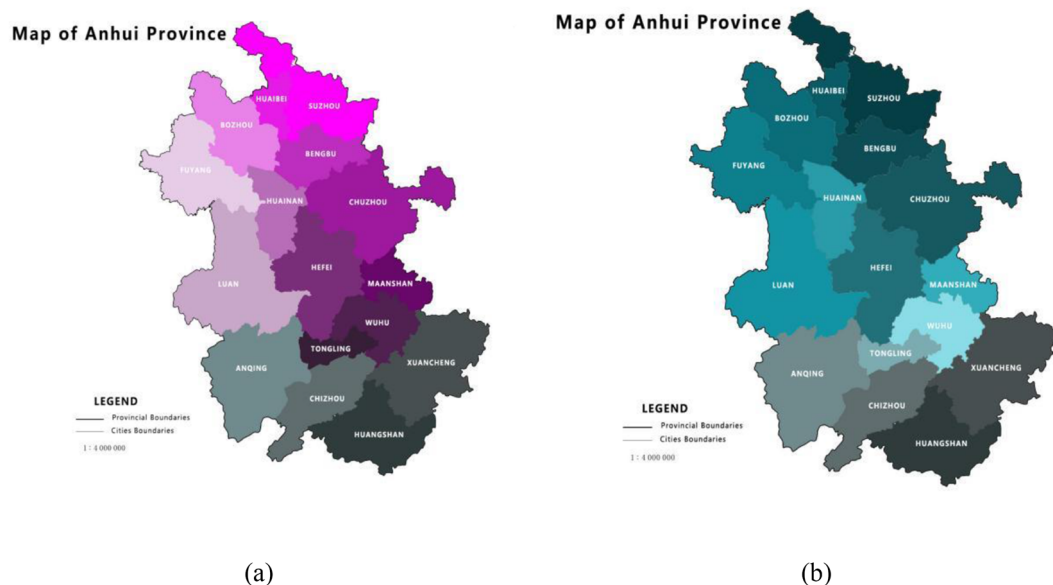 Map of Anhui Province
HUAIBEI
SUZHOU
BOZHOU
BENGBU
FUYANG
HUAINAN
CHUZHOU
HEFEI
LUAN
MAANSHAN
WUHU
TONGLING
XUANCHENG
ANQING
CHIZHOU
HUANGSHAN
LEGEND
Provincial Boundaries
Cities Boundaries
1:4 000 000
(a)
Map of Anhui Province
HUAIBEI
SUZHOU
BOZHOU
BENGBU
FUYANG
HUAINAN
CHUZHOU
HEFEI
LUAN
MAANSHAN
WUHU
TONGLING
XUANCHENG
ANQING
CHIZHOU
HUANGSHAN
LEGEND
Provincial Boundaries
Cities Boundaries
1:4 000 000
(b)